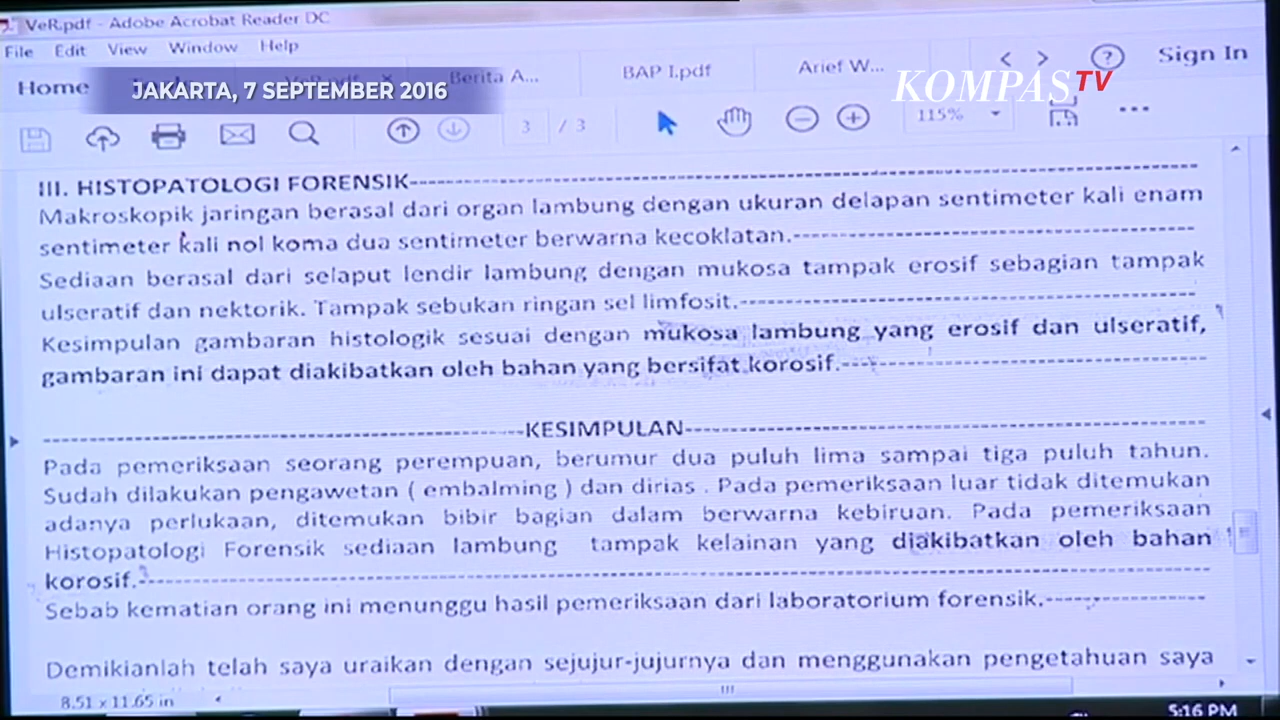 VeR.pdf - Adobe Acrobat Reader DC
File Edit View Window Help
Home VeR.pdf × Berita A... BAP I.pdf Arief W... ? Sign In
JAKARTA, 7 SEPTEMBER 2016
KOMPAS TV
3 / 3 115%
III. HISTOPATOLOGI FORENSIK
Makroskopik jaringan berasal dari organ lambung dengan ukuran delapan sentimeter kali enam
sentimeter kali nol koma dua sentimeter berwarna kecoklatan.
Sediaan berasal dari selaput lendir lambung dengan mukosa tampak erosif sebagian tampak
ulseratif dan nektorik. Tampak sebukan ringan sel limfosit.
Kesimpulan gambaran histologik sesuai dengan mukosa lambung yang erosif dan ulseratif,
gambaran ini dapat diakibatkan oleh bahan yang bersifat korosif.
KESIMPULAN
Pada pemeriksaan seorang perempuan, berumur dua puluh lima sampai tiga puluh tahun.
Sudah dilakukan pengawetan ( embalming ) dan dirias . Pada pemeriksaan luar tidak ditemukan
adanya perlukaan, ditemukan bibir bagian dalam berwarna kebiruan. Pada pemeriksaan
Histopatologi Forensik sediaan lambung tampak kelainan yang diakibatkan oleh bahan
korosif.
Sebab kematian orang ini menunggu hasil pemeriksaan dari laboratorium forensik.
Demikianlah telah saya uraikan dengan sejujur-jujurnya dan menggunakan pengetahuan saya
8.51 x 11.65 in
5:16 PM